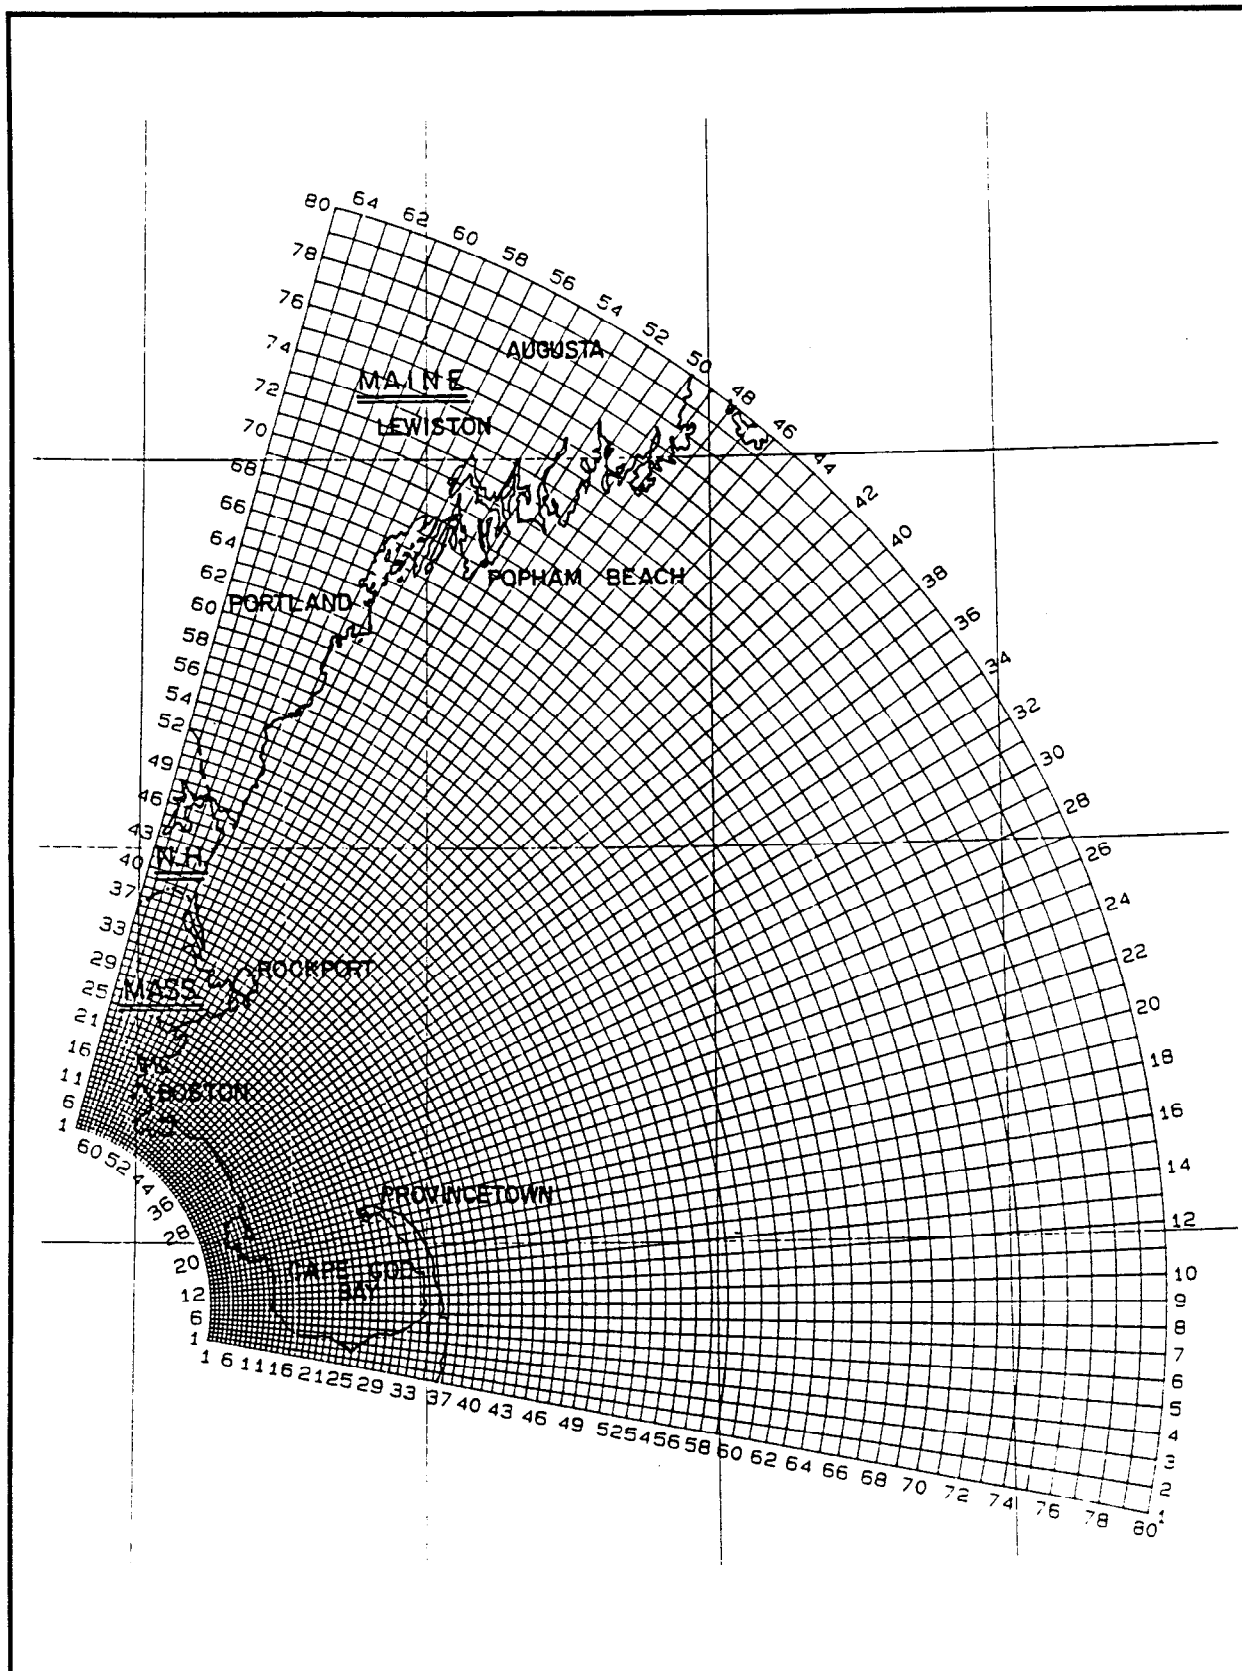 80 64 62 60 58 56 54 52 50 48 46 44 42 40 38 36 34 32 30 28 26 24 22 20 18 16 14 12 10 9 8 7 6 5 4 3 2 1
78
76
74
72
70
68
66
64
62
60
58
56
54
52
49
46
43
40
37
33
29
25
21
16
11
6
1
AUGUSTA
MAINE
LEWISTON
POPHAM BEACH
PORTLAND
N.H.
ROCKPORT
MASS.
BOSTON
PROVINCETOWN
CAPE COD
BAY
60 52 44 36 28 20 12 6 1
1 6 11 16 21 25 29 33 37 40 43 46 49 52 54 56 58 60 62 64 66 68 70 72 74 76 78 80